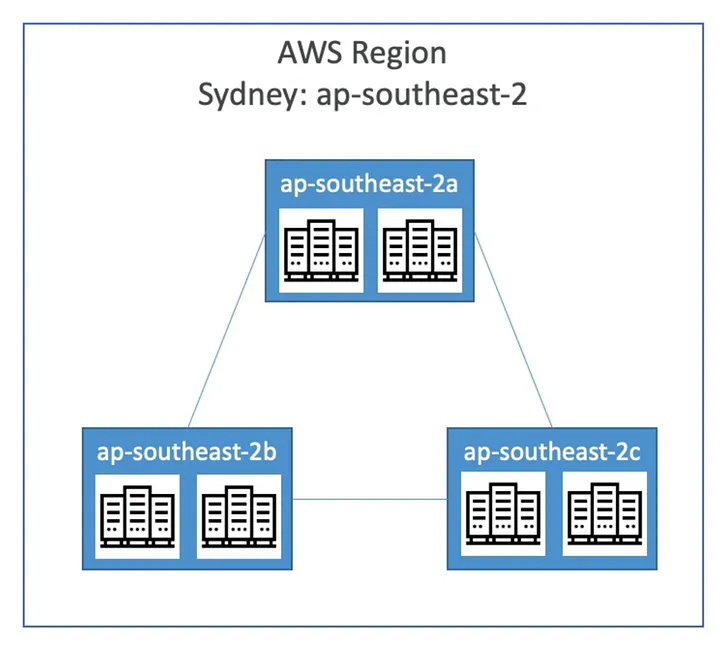 AWS Region
Sydney: ap-southeast-2
ap-southeast-2a
ap-southeast-2b
ap-southeast-2c